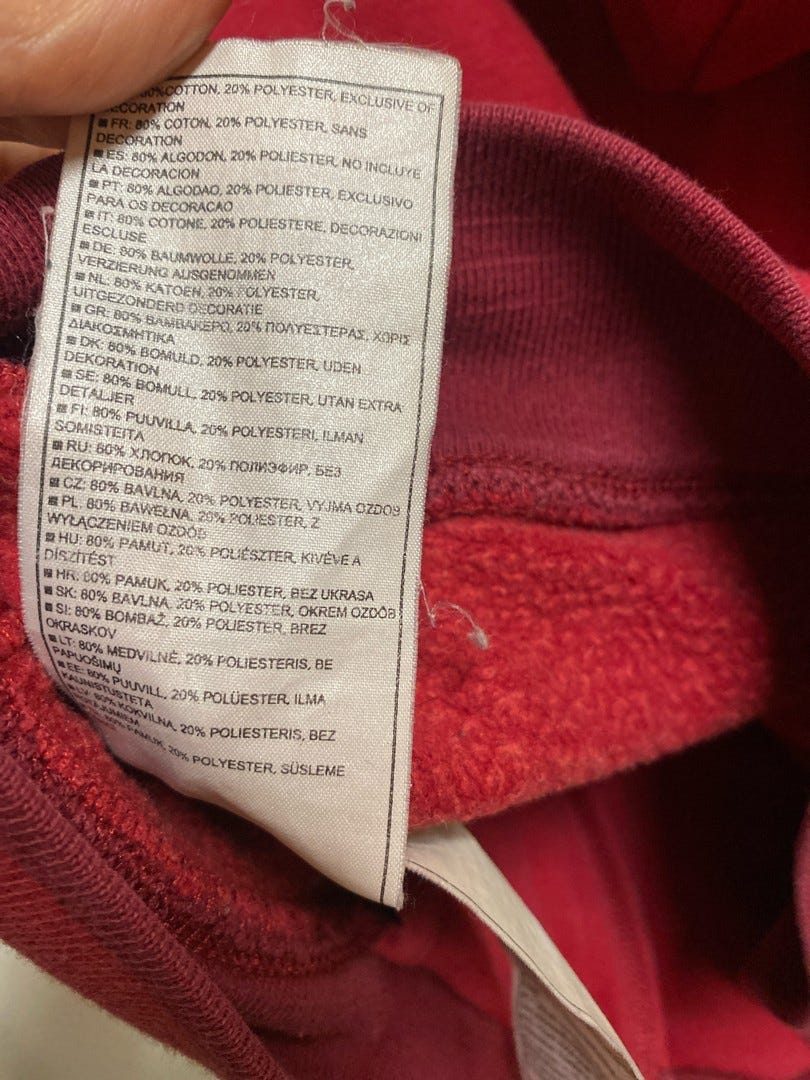 COTTON, 20% POLYESTER, EXCLUSIVE OF
DECORATION
FR: 80% COTON, 20% POLYESTER, SANS
DECORATION
ES: 80% ALGODON, 20% POLIESTER, NO INCLUYE
LA DECORACION
PT: 80% ALGODAO, 20% POLIESTER, EXCLUSIVO
PARA OS DECORACAO
IT: 80% COTONE, 20% POLIESTERE, DECORAZIONI
ESCLUSE
DE: 80% BAUMWOLLE, 20% POLYESTER,
VERZIERUNG AUSGENOMMEN
NL: 80% KATOEN, 20% POLYESTER,
UITGEZONDERD DECORATIE
GR: 80% ΒΑΜΒΑΚΕΡΟ, 20% ΠΟΛΥΕΣΤΕΡΑΣ, ΧΩΡΙΣ
ΔΙΑΚΟΣΜΗΤΙΚΑ
DK: 80% BOMULD, 20% POLYESTER, UDEN
DEKORATION
SE: 80% BOMULL, 20% POLYESTER, UTAN EXTRA
DETALJER
FI: 80% PUUVILLA, 20% POLYESTERI, ILMAN
SOMISTEITA
RU: 80% ХЛОПОК, 20% ПОЛИЭФИР, БЕЗ
ДЕКОРИРОВАНИЯ
CZ: 80% BAVLNA, 20% POLYESTER, VYJMA OZDOB
PL: 80% BAWEŁNA, 20% POLIESTER, Z
WYŁĄCZENIEM OZDÓB
HU: 80% PAMUT, 20% POLIÉSZTER, KIVÉVE A
DÍSZÍTÉST
HR: 80% PAMUK, 20% POLIESTER, BEZ UKRASA
SK: 80% BAVLNA, 20% POLYESTER, OKREM OZDÔB
SI: 80% BOMBAŽ, 20% POLIESTER, BREZ
OKRASKOV
LT: 80% MEDVILNĖ, 20% POLIESTERIS, BE
PAPUOŠIMŲ
EE: 80% PUUVILL, 20% POLÜESTER, ILMA
KAUNISTUSTETA
LV: 80% KOKVILNA, 20% POLIESTERIS, BEZ
PAMUK, 20% POLYESTER, SÜSLEME